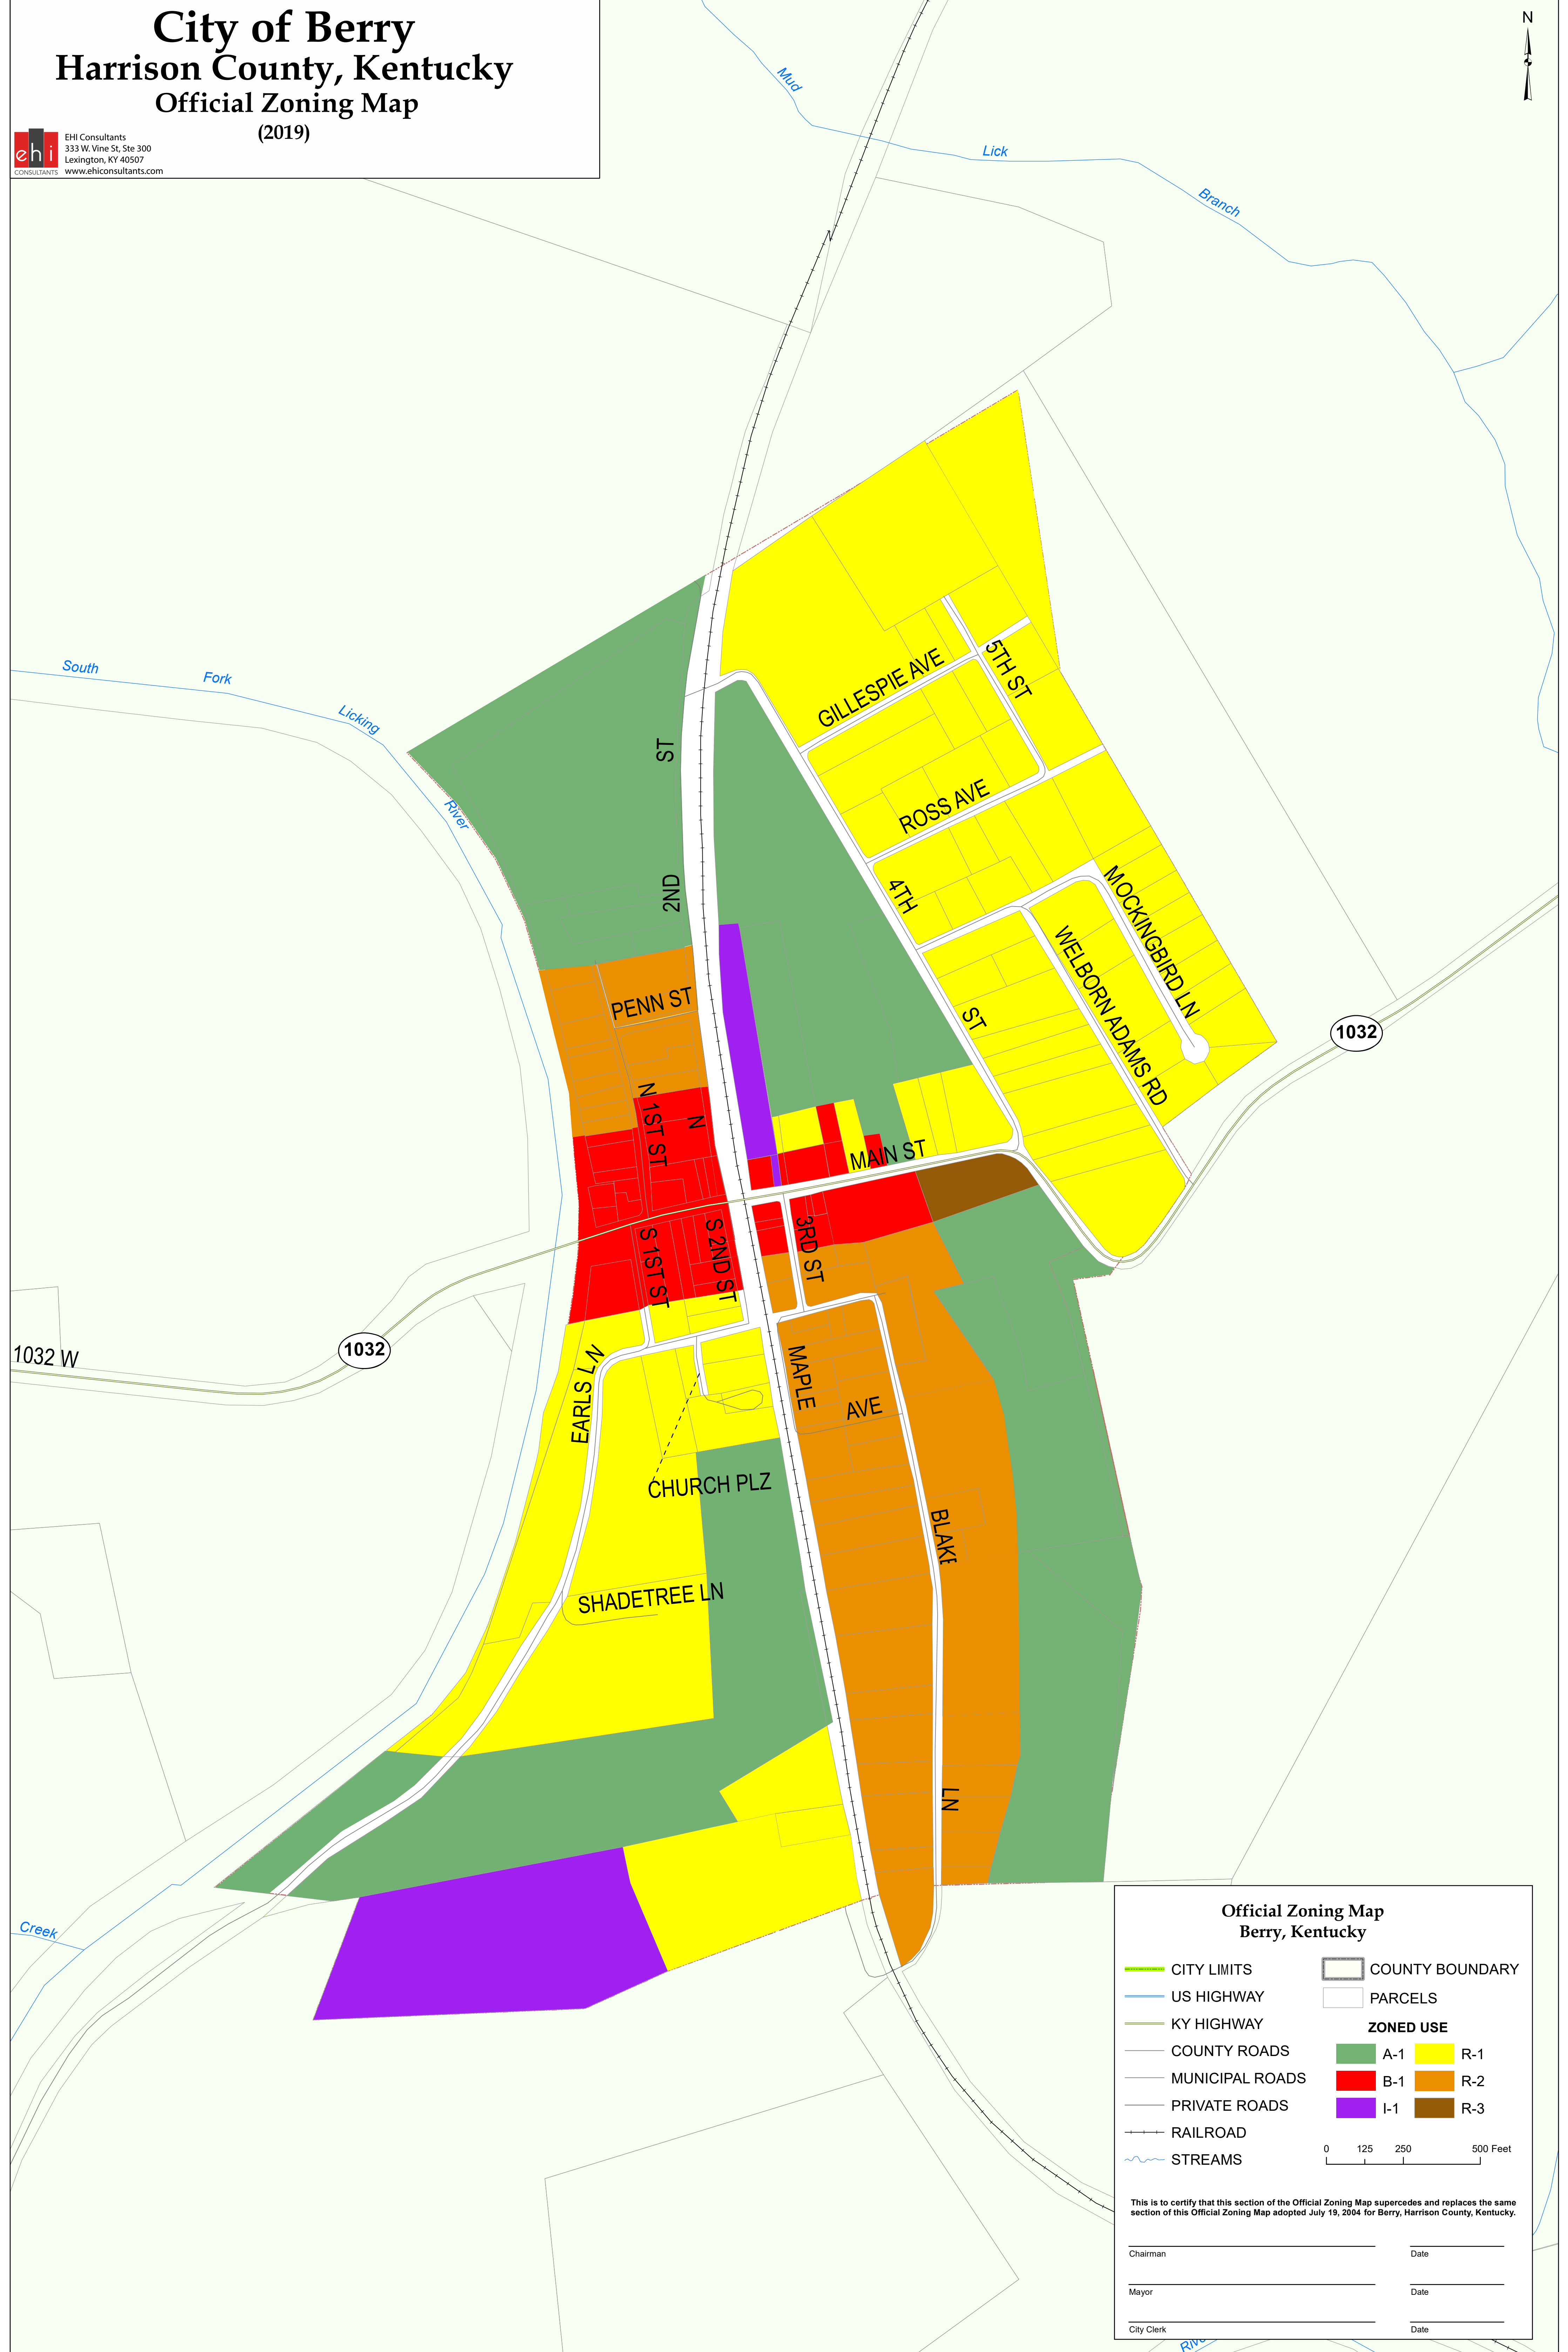 City of Berry
Harrison County, Kentucky
Official Zoning Map
(2019)
ehi
CONSULTANTS
EHI Consultants
333 W. Vine St, Ste 300
Lexington, KY 40507
www.ehiconsultants.com
N
Mud
Lick
Branch
South
Fork
Licking
River
ST
2ND
N
GILLESPIE AVE
5TH ST
ROSS AVE
4TH
ST
MOCKINGBIRD LN
WELBORN ADAMS RD
1032
PENN ST
N 1ST ST
MAIN ST
S 1ST ST
S 2ND ST
3RD ST
1032
1032 W
EARLS LN
MAPLE
AVE
CHURCH PLZ
BLAKE
LN
SHADETREE LN
Creek
Official Zoning Map
Berry, Kentucky
CITY LIMITS
US HIGHWAY
KY HIGHWAY
COUNTY ROADS
MUNICIPAL ROADS
PRIVATE ROADS
RAILROAD
STREAMS
COUNTY BOUNDARY
PARCELS
ZONED USE
A-1
R-1
B-1
R-2
I-1
R-3
0 125 250 500 Feet
This is to certify that this section of the Official Zoning Map supercedes and replaces the same
section of this Official Zoning Map adopted July 19, 2004 for Berry, Harrison County, Kentucky.
Chairman Date
Mayor Date
City Clerk Date